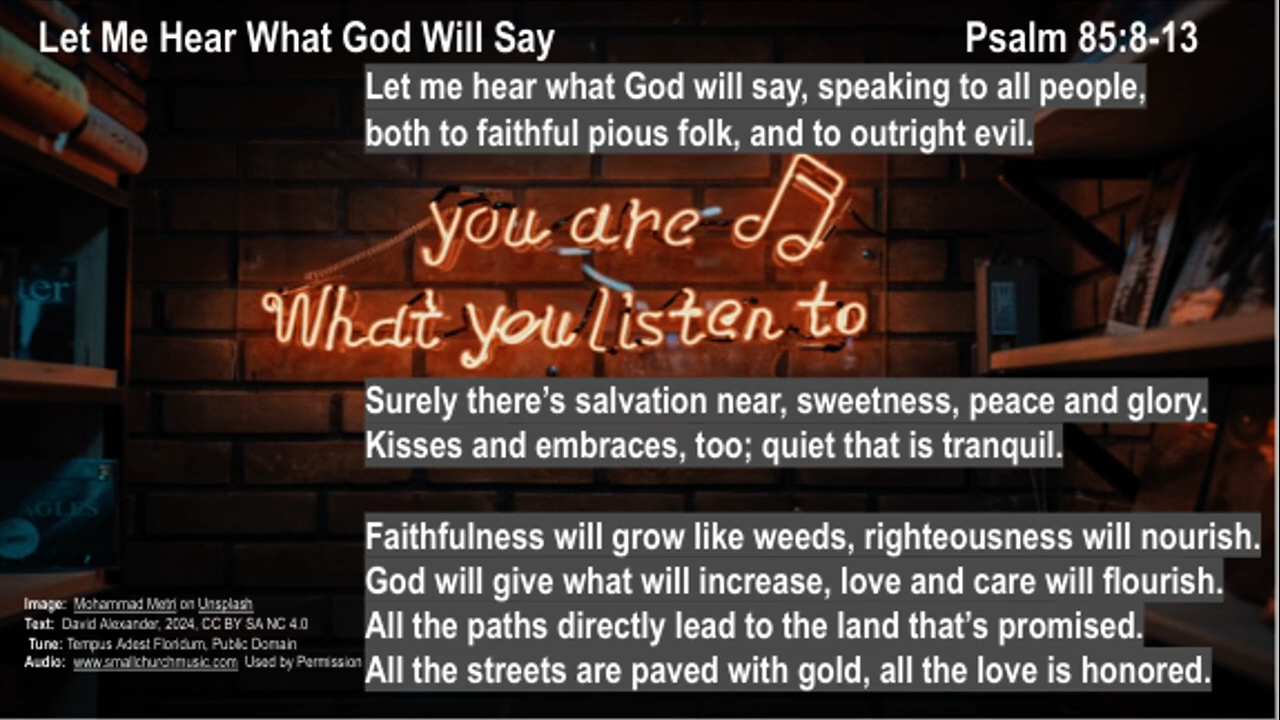 Let Me Hear What God Will Say
Psalm 85:8-13
Let me hear what God will say, speaking to all people,
both to faithful pious folk, and to outright evil.
you are
What you listen to
Surely there’s salvation near, sweetness, peace and glory.
Kisses and embraces, too; quiet that is tranquil.
Faithfulness will grow like weeds, righteousness will nourish.
God will give what will increase, love and care will flourish.
All the paths directly lead to the land that’s promised.
All the streets are paved with gold, all the love is honored.
Image: Mohammad Metri on Unsplash
Text: David Alexander, 2024, CC BY SA NC 4.0
Tune: Tempus Adest Floridum, Public Domain
Audio: www.smallchurchmusic.com Used by Permission